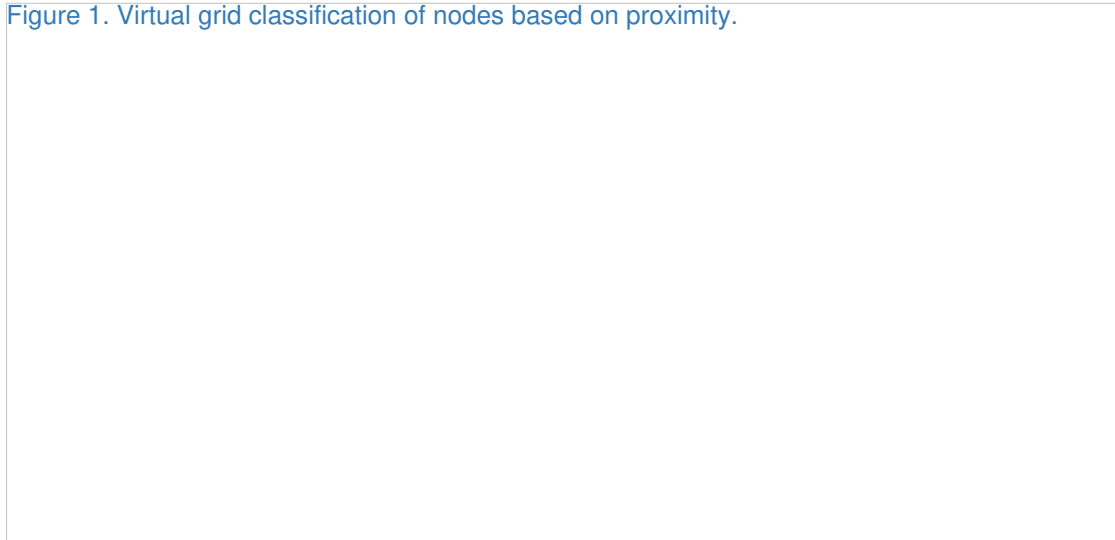 Figure 1. Virtual grid classification of nodes based on proximity.